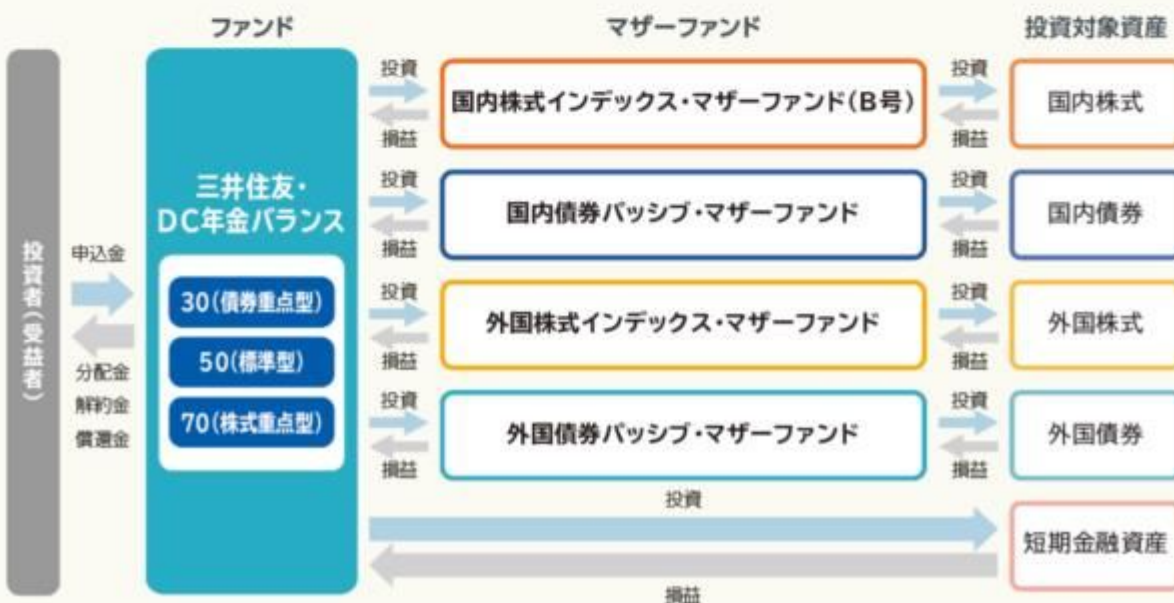 ファンド
マザーファンド
投資対象資産
投資者(受益者)
申込金
分配金
解約金
償還金
三井住友・
DC年金バランス
30(債券重点型)
50(標準型)
70(株式重点型)
投資
損益
国内株式インデックス・マザーファンド(B号)
投資
損益
国内株式
投資
損益
国内債券パッシブ・マザーファンド
投資
損益
国内債券
投資
損益
外国株式インデックス・マザーファンド
投資
損益
外国株式
投資
損益
外国債券パッシブ・マザーファンド
投資
損益
外国債券
投資
損益
短期金融資産